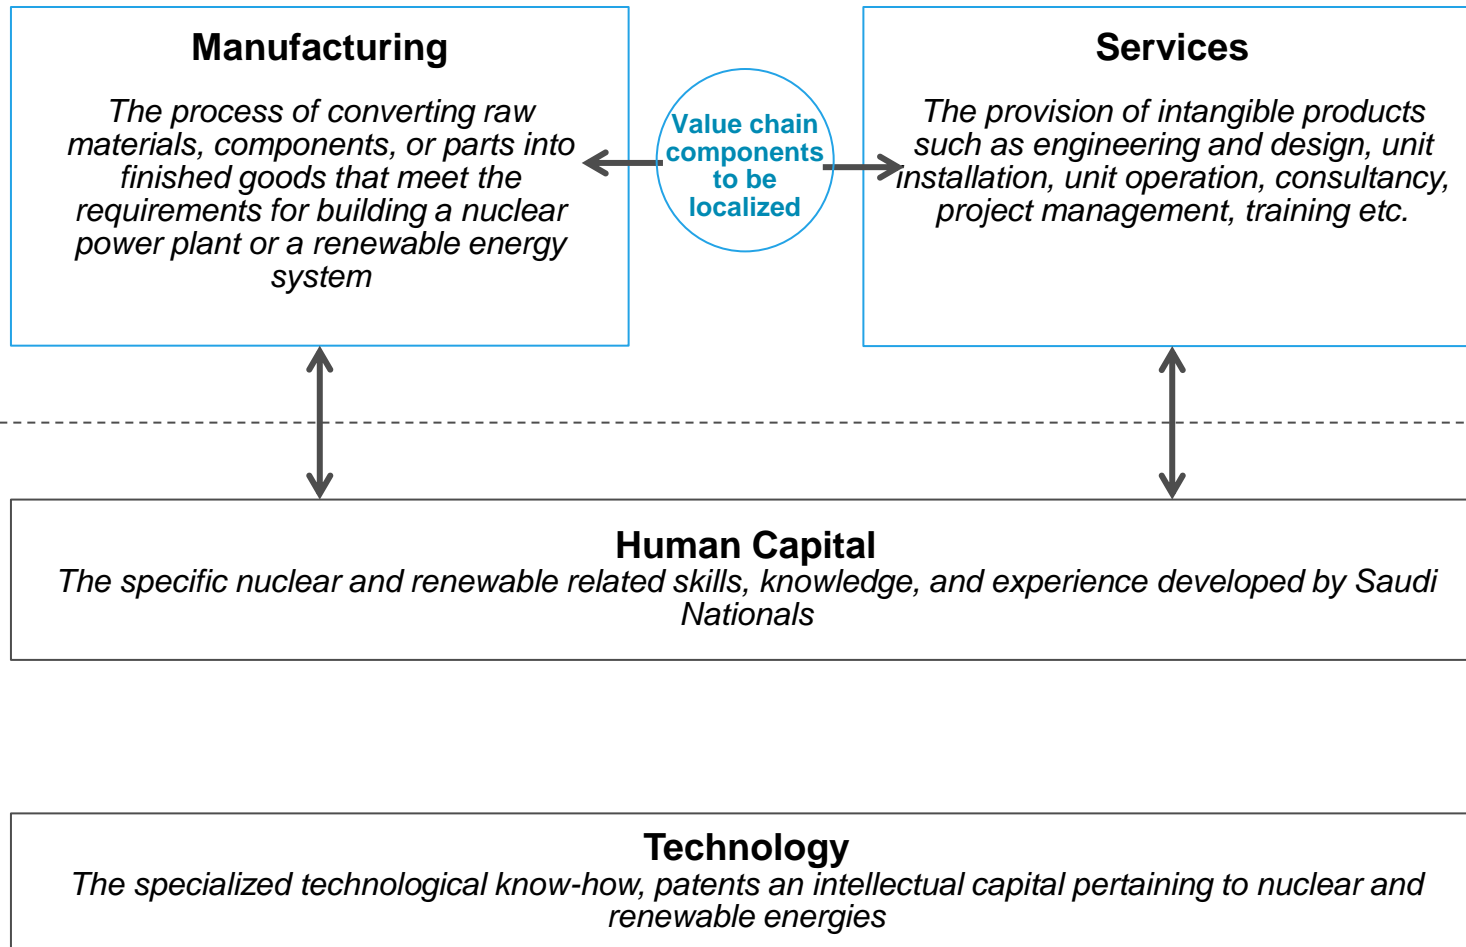 Manufacturing
The process of converting raw
materials, components, or parts into
finished goods that meet the
requirements for building a nuclear
power plant or a renewable energy
system
Value chain
components
to be
localized
Services
The provision of intangible products
such as engineering and design, unit
installation, unit operation, consultancy,
project management, training etc.
Human Capital
The specific nuclear and renewable related skills, knowledge, and experience developed by Saudi
Nationals
Technology
The specialized technological know-how, patents an intellectual capital pertaining to nuclear and
renewable energies